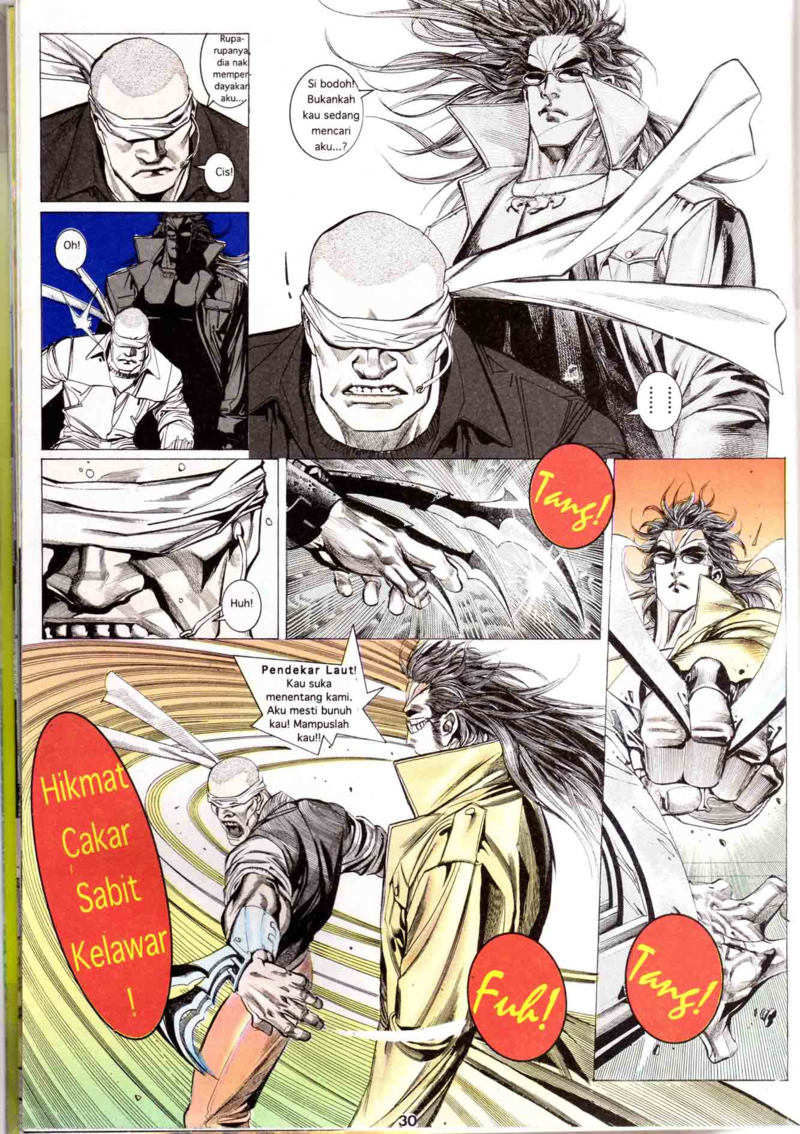 Rupa-
rupanya,
dia nak
memper-
dayakan
aku...
Cis!
Si bodoh!
Bukankah
kau sedang
mencari
aku...?
Oh!
Huh!
Tang!
Pendekar Laut!
Kau suka
menentang kami.
Aku mesti bunuh
kau! Mampuslah
kau!!
Hikmat
Cakar
Sabit
Kelawar
!
Fuh!
Tang!
30